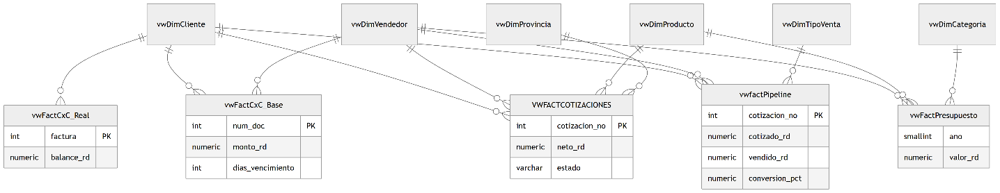 vwDimCliente
vwDimVendedor
vwDimProvincia
vwDimProducto
vwDimTipoVenta
vwDimCategoria
vwFactCxC_Real
int factura PK
numeric balance_rd
vwFactCxC_Base
int num_doc PK
numeric monto_rd
int dias_vencimiento
VWFACTCOTIZACIONES
int cotizacion_no PK
numeric neto_rd
varchar estado
vwfactPipeline
int cotizacion_no PK
numeric cotizado_rd
numeric vendido_rd
numeric conversion_pct
vwFactPresupuesto
smallint ano
numeric valor_rd